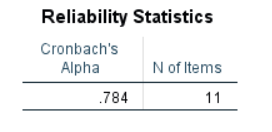 Reliability Statistics
Cronbach's
Alpha N of Items
.784 11